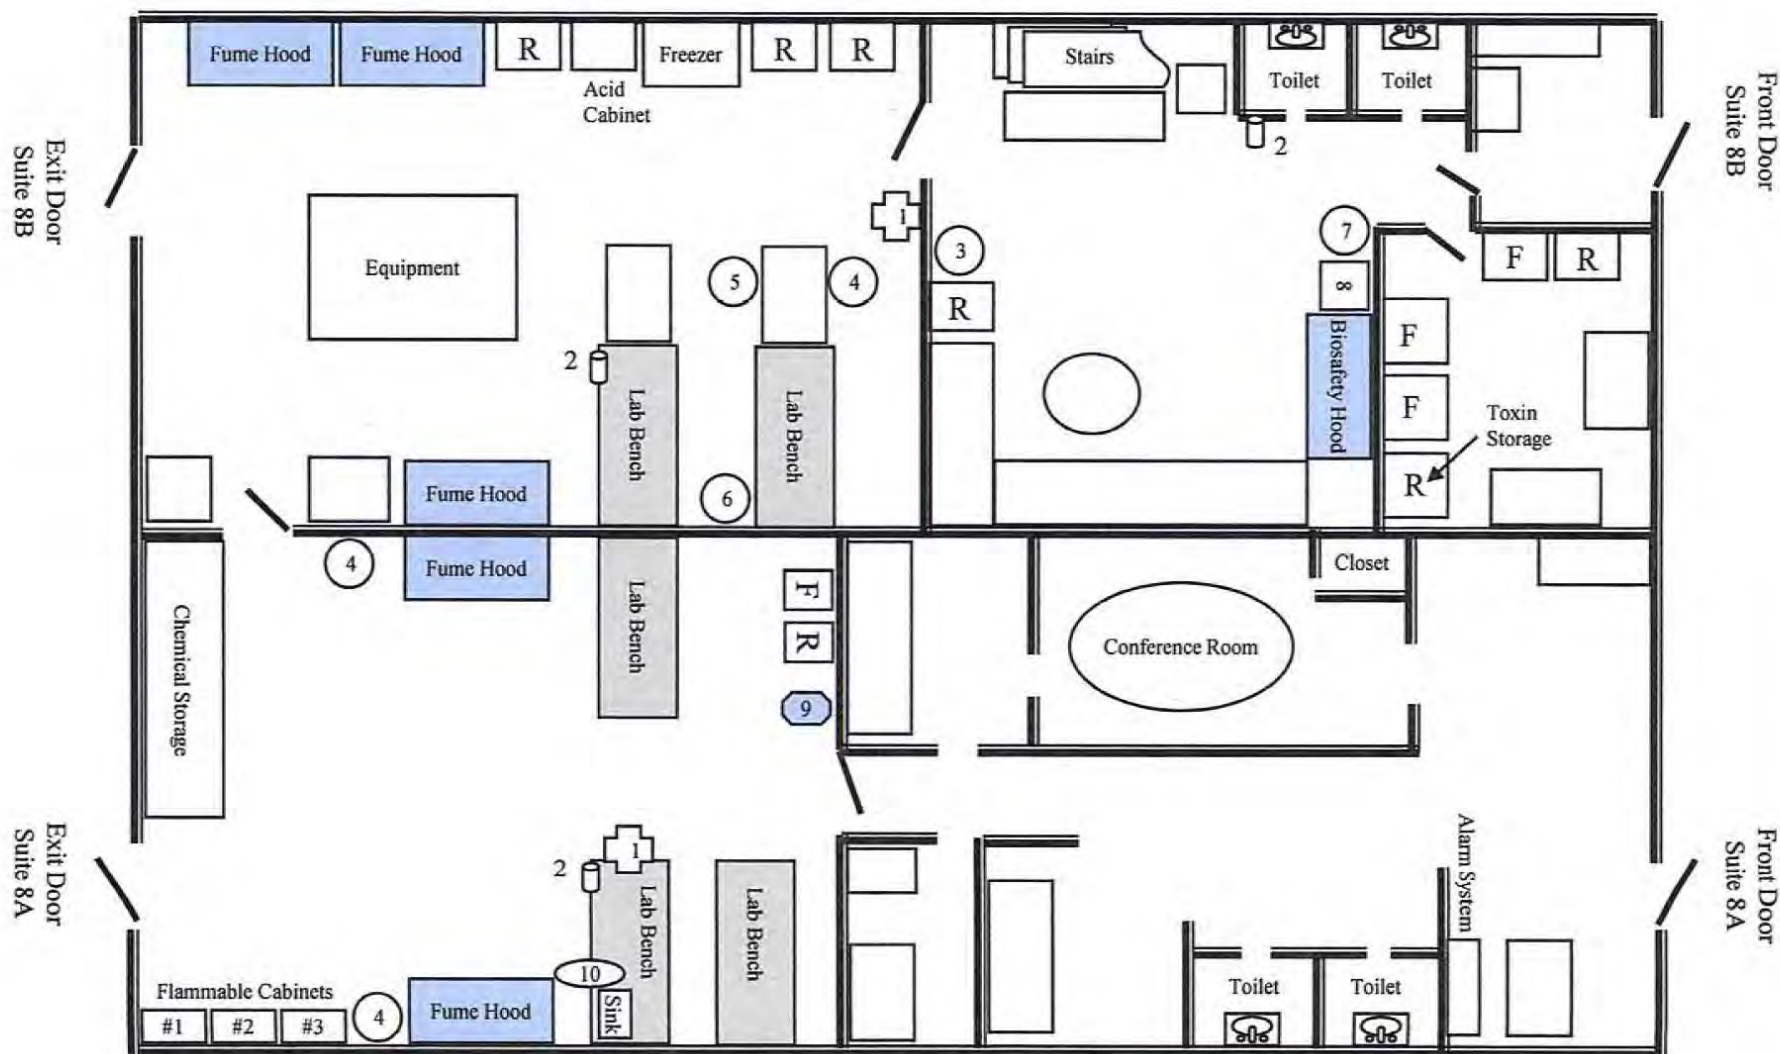 Fume Hood
Fume Hood
R
Acid
Cabinet
Freezer
R
R
Stairs
Toilet
Toilet
2
Exit Door
Suite 8B
Front Door
Suite 8B
1
3
7
F
R
Equipment
5
4
R
8
F
2
Lab Bench
Lab Bench
Biosafety Hood
F
Toxin
Storage
R
Fume Hood
6
4
Fume Hood
Closet
Chemical Storage
Lab Bench
F
R
9
Conference Room
Exit Door
Suite 8A
Front Door
Suite 8A
1
2
Lab Bench
Lab Bench
Alarm System
10
Sink
Flammable Cabinets
#1
#2
#3
4
Fume Hood
Toilet
Toilet